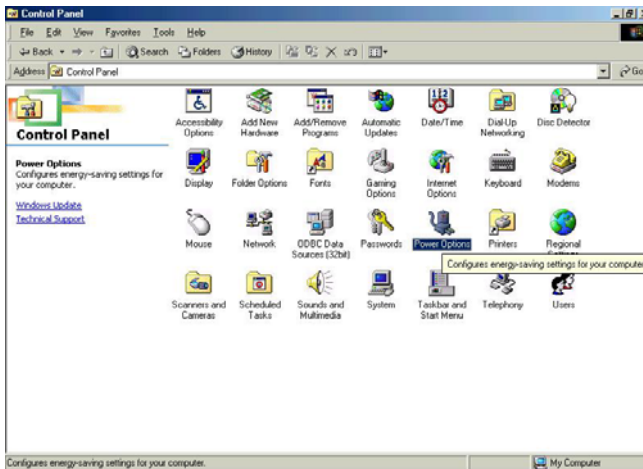 Control Panel
File Edit View Favorites Tools Help
Back Search Folders History
Address Control Panel Go
Control Panel
Power Options
Configures energy-saving settings for
your computer.
Windows Update
Technical Support
Accessibility
Options
Add New
Hardware
Add/Remove
Programs
Automatic
Updates
Date/Time
Dial-Up
Networking
Disc Detector
Display
Folder Options
Fonts
Gaming
Options
Internet
Options
Keyboard
Modems
Mouse
Network
ODBC Data
Sources (32bit)
Passwords
Power Options
Printers
Regional
Configures energy-saving settings for your computer
Scanners and
Cameras
Scheduled
Tasks
Sounds and
Multimedia
System
Taskbar and
Start Menu
Telephony
Users
Configures energy-saving settings for your computer.
My Computer